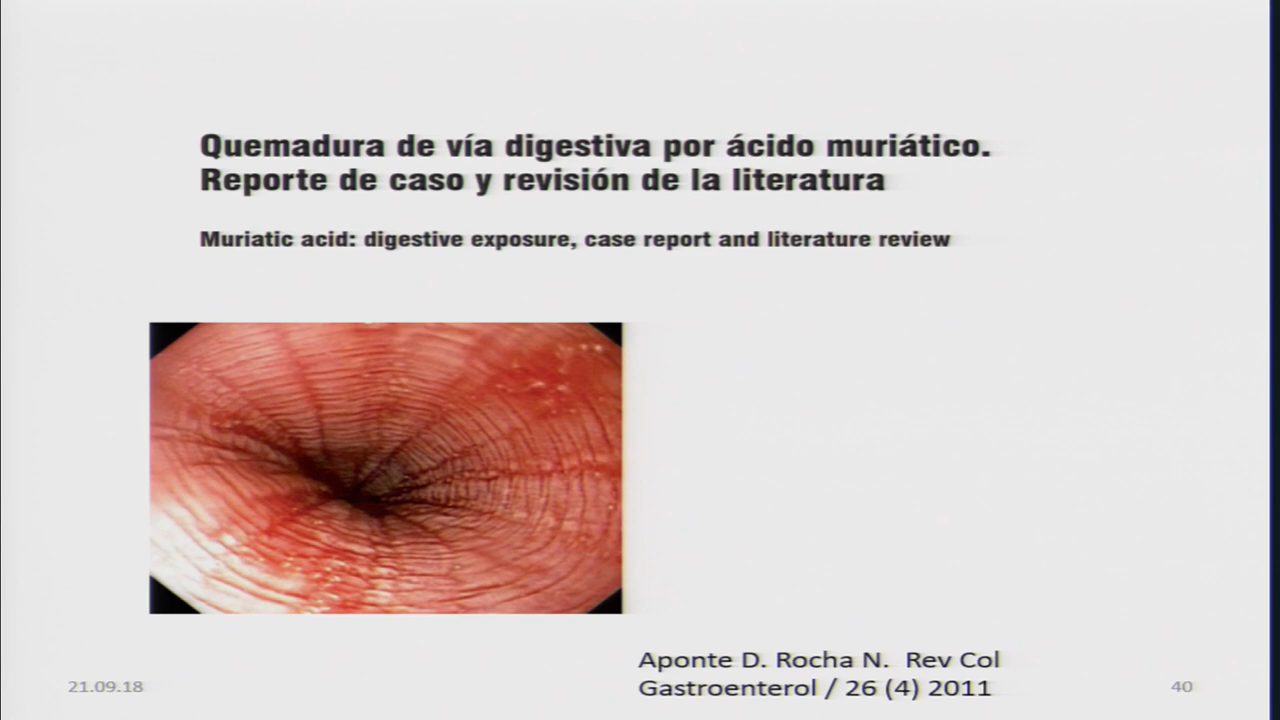 Quemadura de vía digestiva por ácido muriático.
Reporte de caso y revisión de la literatura
Muriatic acid: digestive exposure, case report and literature review
Aponte D. Rocha N. Rev Col
Gastroenterol / 26 (4) 2011
21.09.18
40